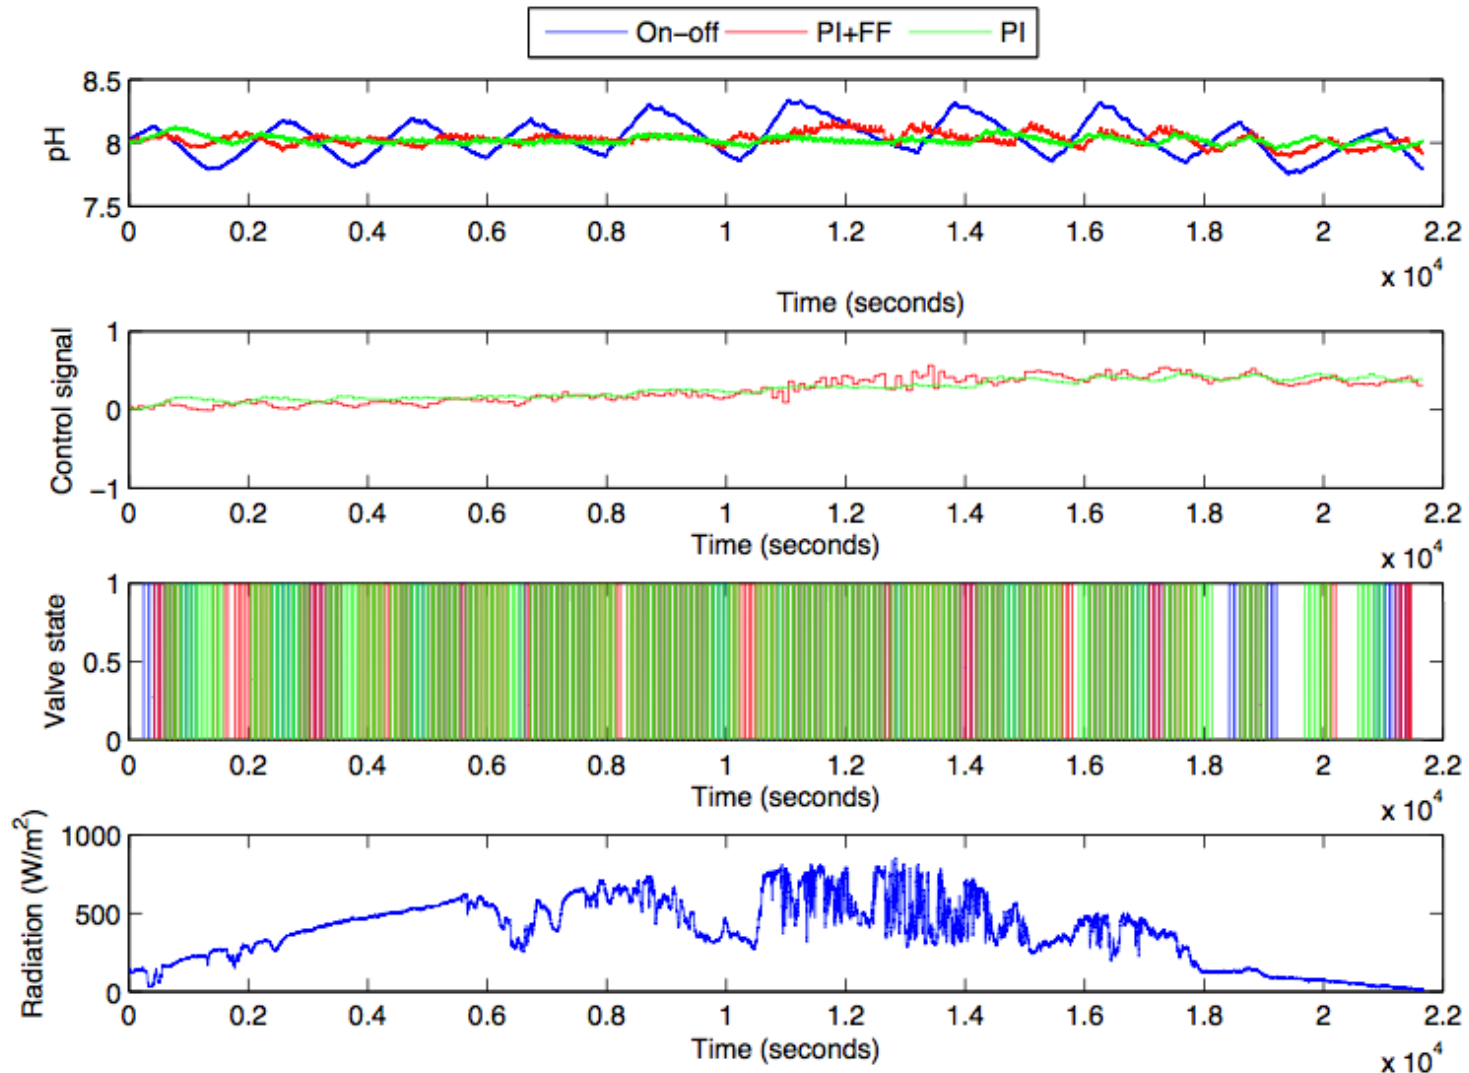 On-off PI+FF PI
8.5
8
7.5
pH
0 0.2 0.4 0.6 0.8 1 1.2 1.4 1.6 1.8 2 2.2
x 10^4
Time (seconds)
1
0
−1
Control signal
0 0.2 0.4 0.6 0.8 1 1.2 1.4 1.6 1.8 2 2.2
Time (seconds)
x 10^4
1
0.5
0
Valve state
0 0.2 0.4 0.6 0.8 1 1.2 1.4 1.6 1.8 2 2.2
Time (seconds)
x 10^4
1000
500
0
Radiation (W/m²)
0 0.2 0.4 0.6 0.8 1 1.2 1.4 1.6 1.8 2 2.2
Time (seconds)
x 10^4